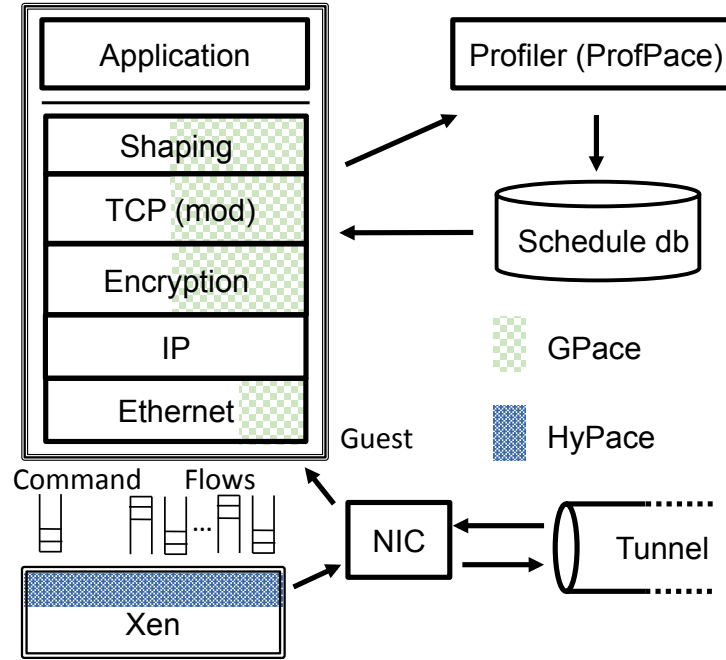 Application
Profiler (ProfPace)
Shaping
TCP (mod)
Encryption
IP
Ethernet
Schedule db
GPace
HyPace
Guest
Command
Flows
...
NIC
Tunnel
Xen